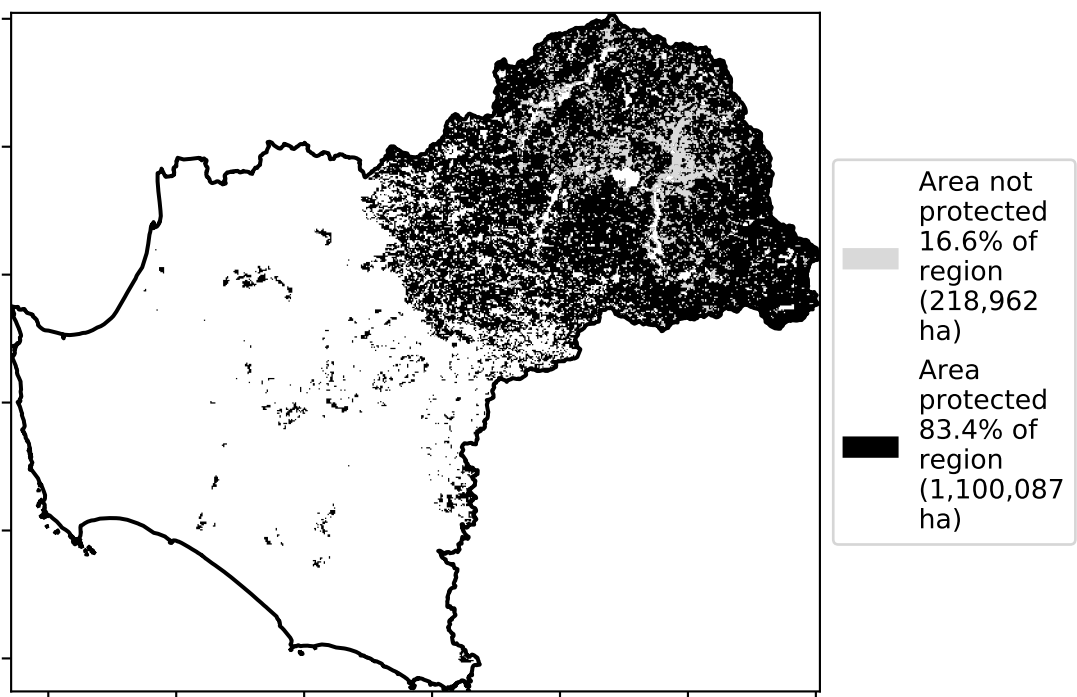 Area not
protected
16.6% of
region
(218,962
ha)
Area
protected
83.4% of
region
(1,100,087
ha)